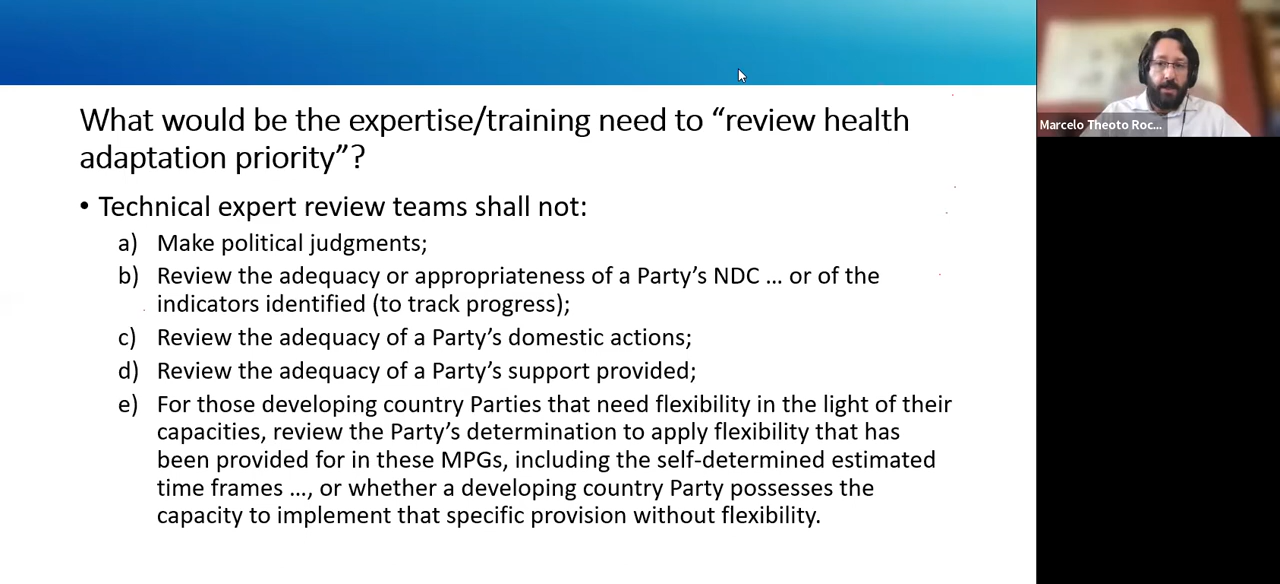 What would be the expertise/training need to “review health
adaptation priority”?
• Technical expert review teams shall not:
a) Make political judgments;
b) Review the adequacy or appropriateness of a Party’s NDC … or of the
indicators identified (to track progress);
c) Review the adequacy of a Party’s domestic actions;
d) Review the adequacy of a Party’s support provided;
e) For those developing country Parties that need flexibility in the light of their
capacities, review the Party’s determination to apply flexibility that has
been provided for in these MPGs, including the self-determined estimated
time frames …, or whether a developing country Party possesses the
capacity to implement that specific provision without flexibility.
Marcelo Theoto Roc...